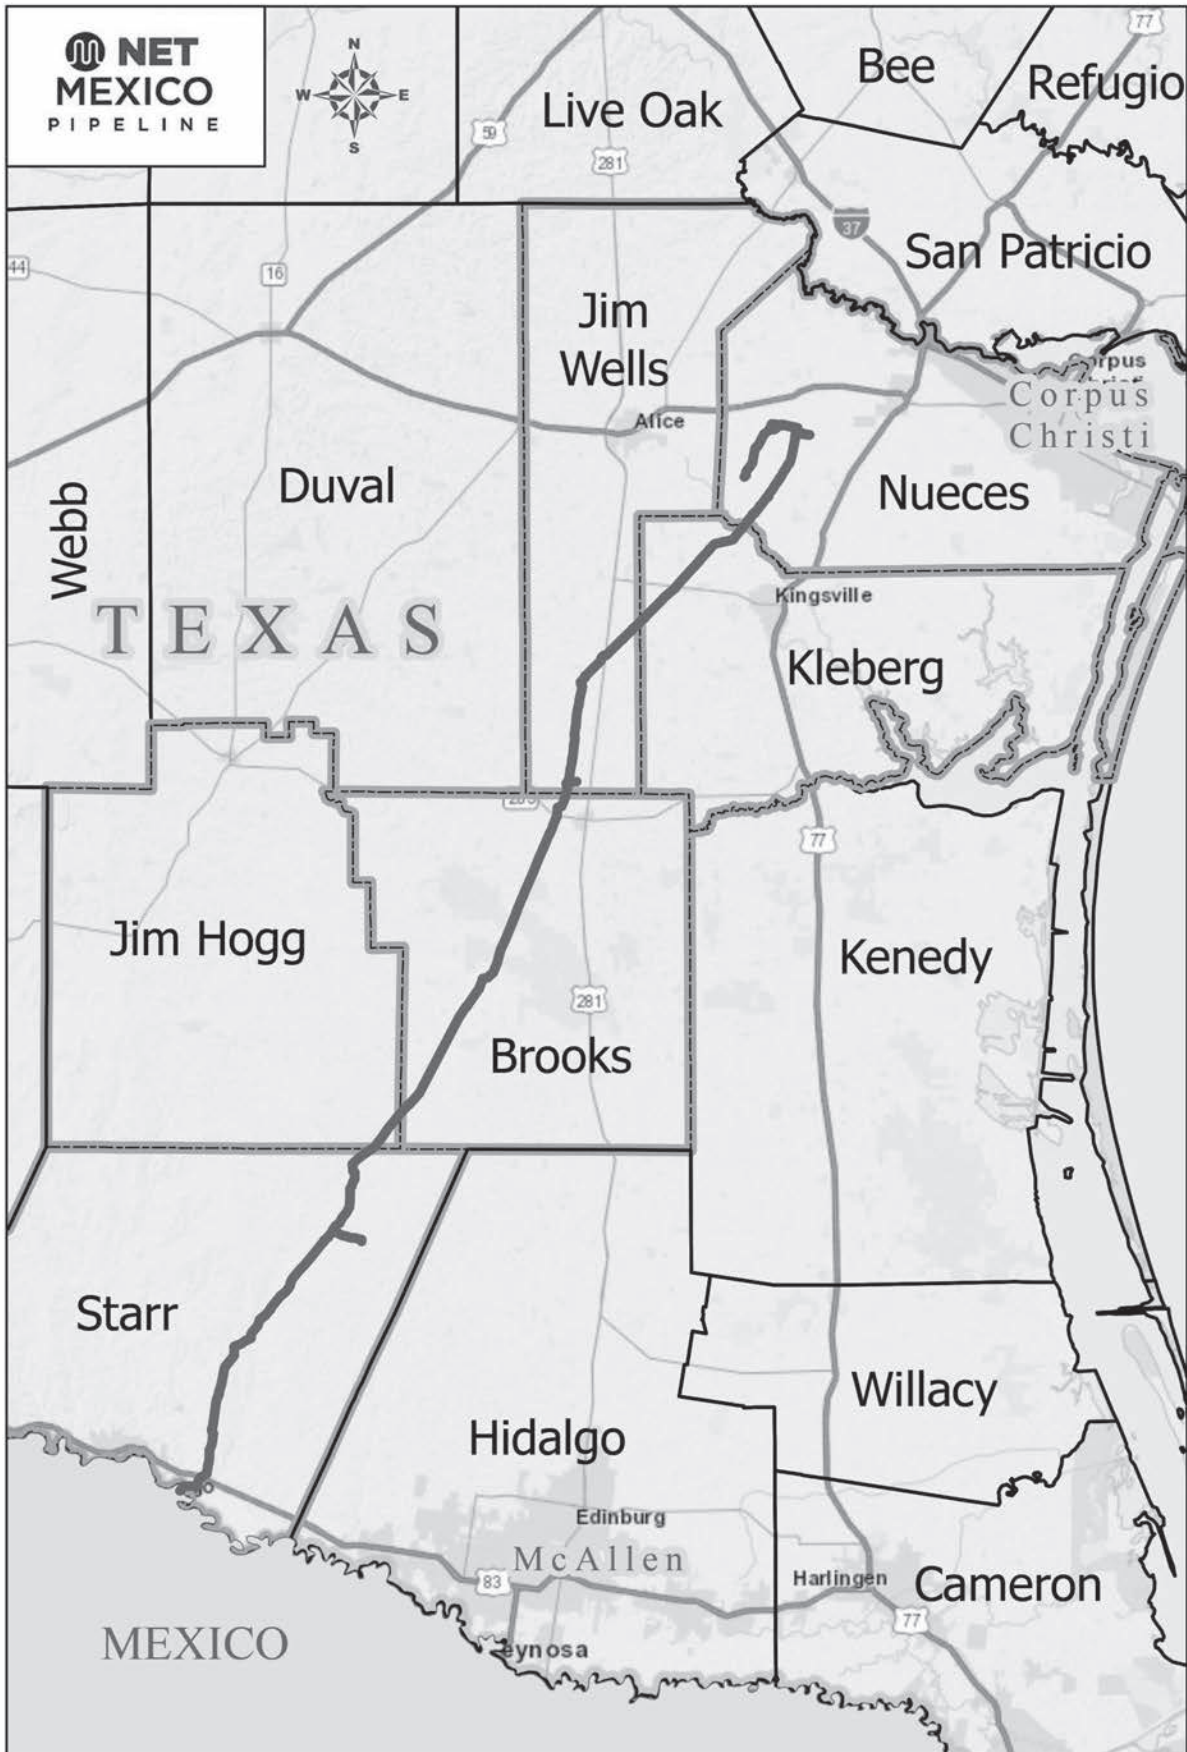 NET
MEXICO
PIPELINE
N
W E
S
77
Bee
Refugio
Live Oak
59
281
37
San Patricio
44
16
Jim
Wells
Corpus
Corpus
Christi
Alice
Duval
Nueces
Webb
TEXAS
Kingsville
Kleberg
77
Jim Hogg
Kenedy
281
Brooks
Starr
Willacy
Hidalgo
Edinburg
McAllen
83
Harlingen
Cameron
77
MEXICO
eynosa